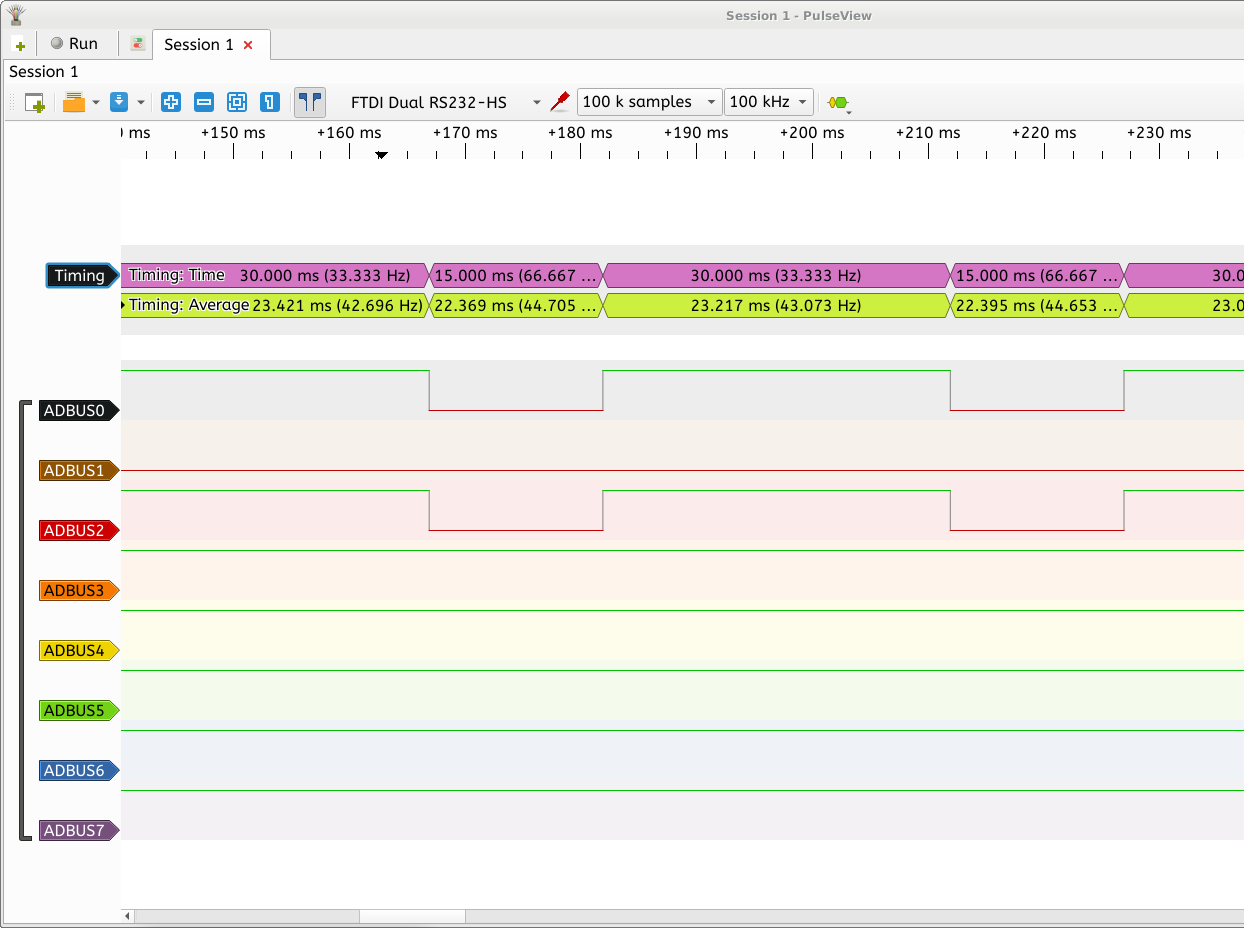 Session 1 - PulseView
Run
Session 1
Session 1
FTDI Dual RS232-HS 100 k samples 100 kHz
0 ms +150 ms +160 ms +170 ms +180 ms +190 ms +200 ms +210 ms +220 ms +230 ms
Timing Timing: Time 30.000 ms (33.333 Hz) 15.000 ms (66.667 ... 30.000 ms (33.333 Hz) 15.000 ms (66.667 ... 30.0
Timing: Average 23.421 ms (42.696 Hz) 22.369 ms (44.705 ... 23.217 ms (43.073 Hz) 22.395 ms (44.653 ... 23.0
ADBUS0
ADBUS1
ADBUS2
ADBUS3
ADBUS4
ADBUS5
ADBUS6
ADBUS7